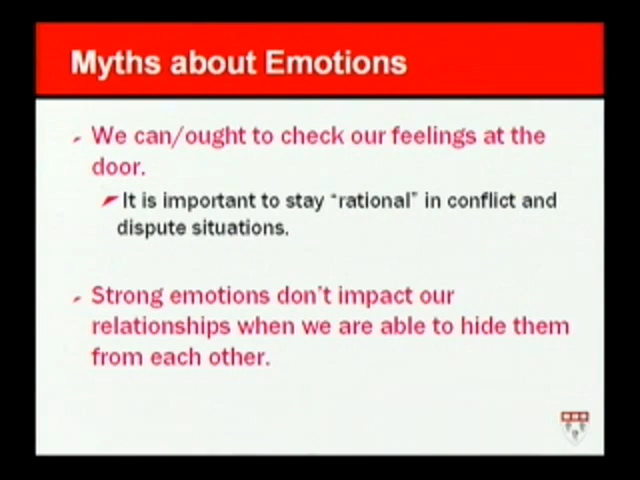 Myths about Emotions
We can/ought to check our feelings at the
door.
It is important to stay “rational” in conflict and
dispute situations.
Strong emotions don’t impact our
relationships when we are able to hide them
from each other.